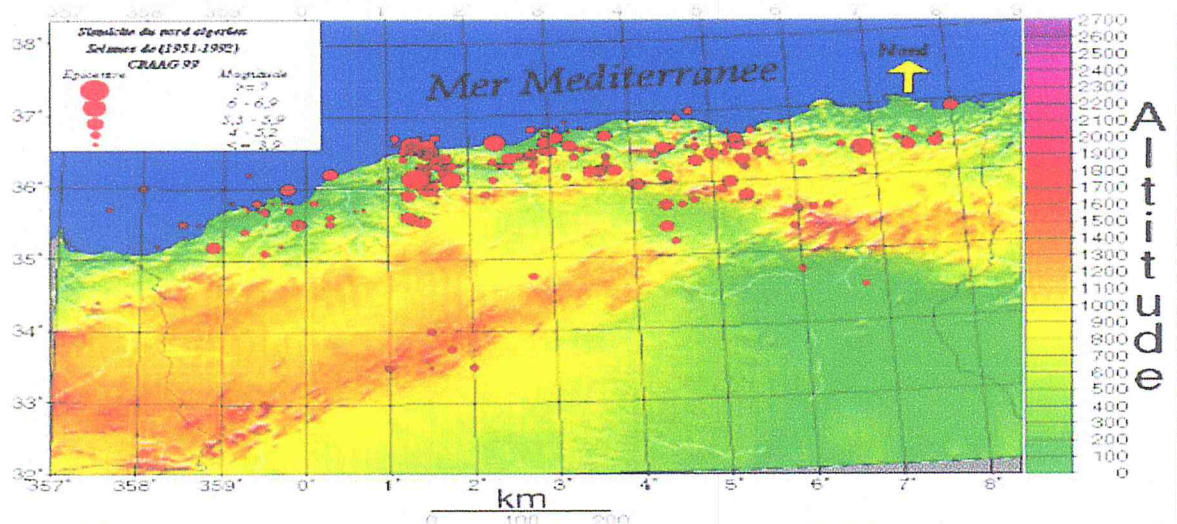 Sismicite du nord algerien
Seismes de (1951-1992)
CRAAG 99
Epicentre Magnitude
>= 7
6 - 6,9
5,3 - 5,9
4 - 5,2
Mer Mediterranee
Nord
38°
37°
36°
35°
34°
33°
357° 358° 359° 0° 1° 2° 3° 4° 5° 6° 7° 8°
km
0 100 200
2700
2600
2500
2400
2300
2200
2100
2000
1900
1800
1700
1600
1500
1400
1300
1200
1100
1000
900
800
700
600
500
400
300
200
100
0
Altitude